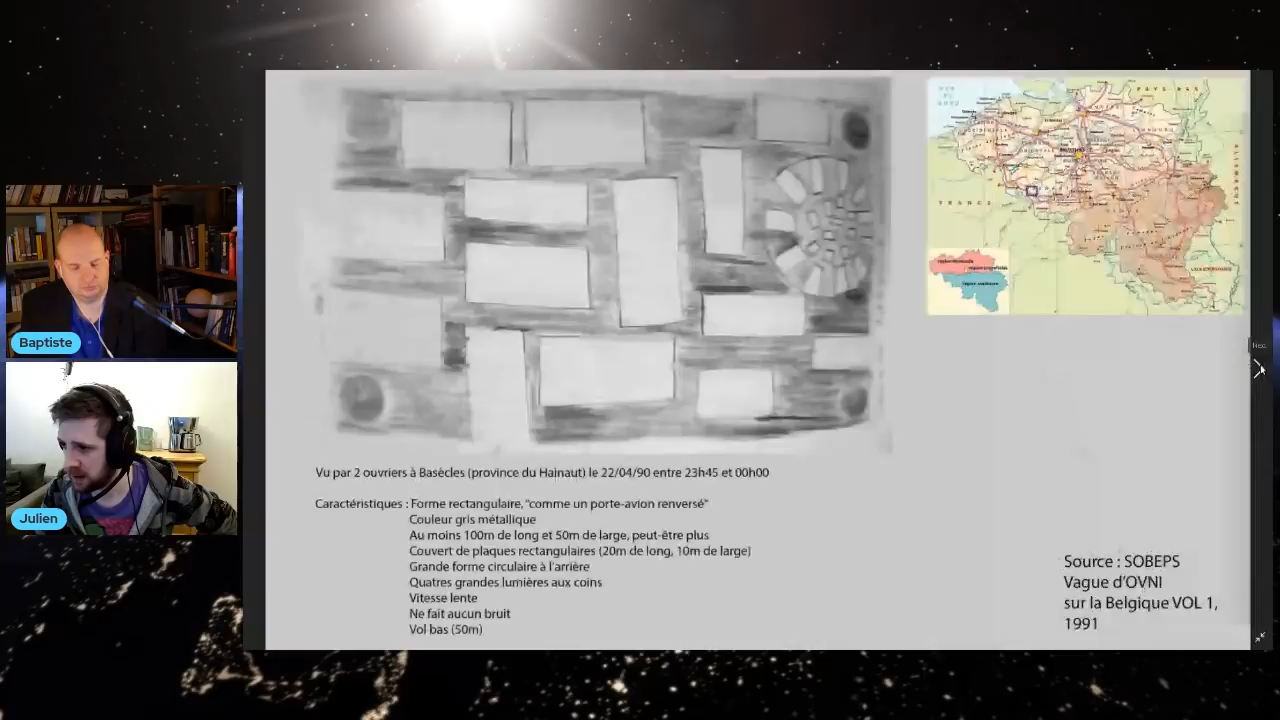 Baptiste
Julien
Vu par 2 ouvriers à Basècles (province du Hainaut) le 22/04/90 entre 23h45 et 00h00
Caractéristiques : Forme rectangulaire, "comme un porte-avion renversé"
Couleur gris métallique
Au moins 100m de long et 50m de large, peut-être plus
Couvert de plaques rectangulaires (20m de long, 10m de large)
Grande forme circulaire à l'arrière
Quatres grandes lumières aux coins
Vitesse lente
Ne fait aucun bruit
Vol bas (50m)
FRANCE
PAYS BAS
Source : SOBEPS
Vague d'OVNI
sur la Belgique VOL 1,
1991